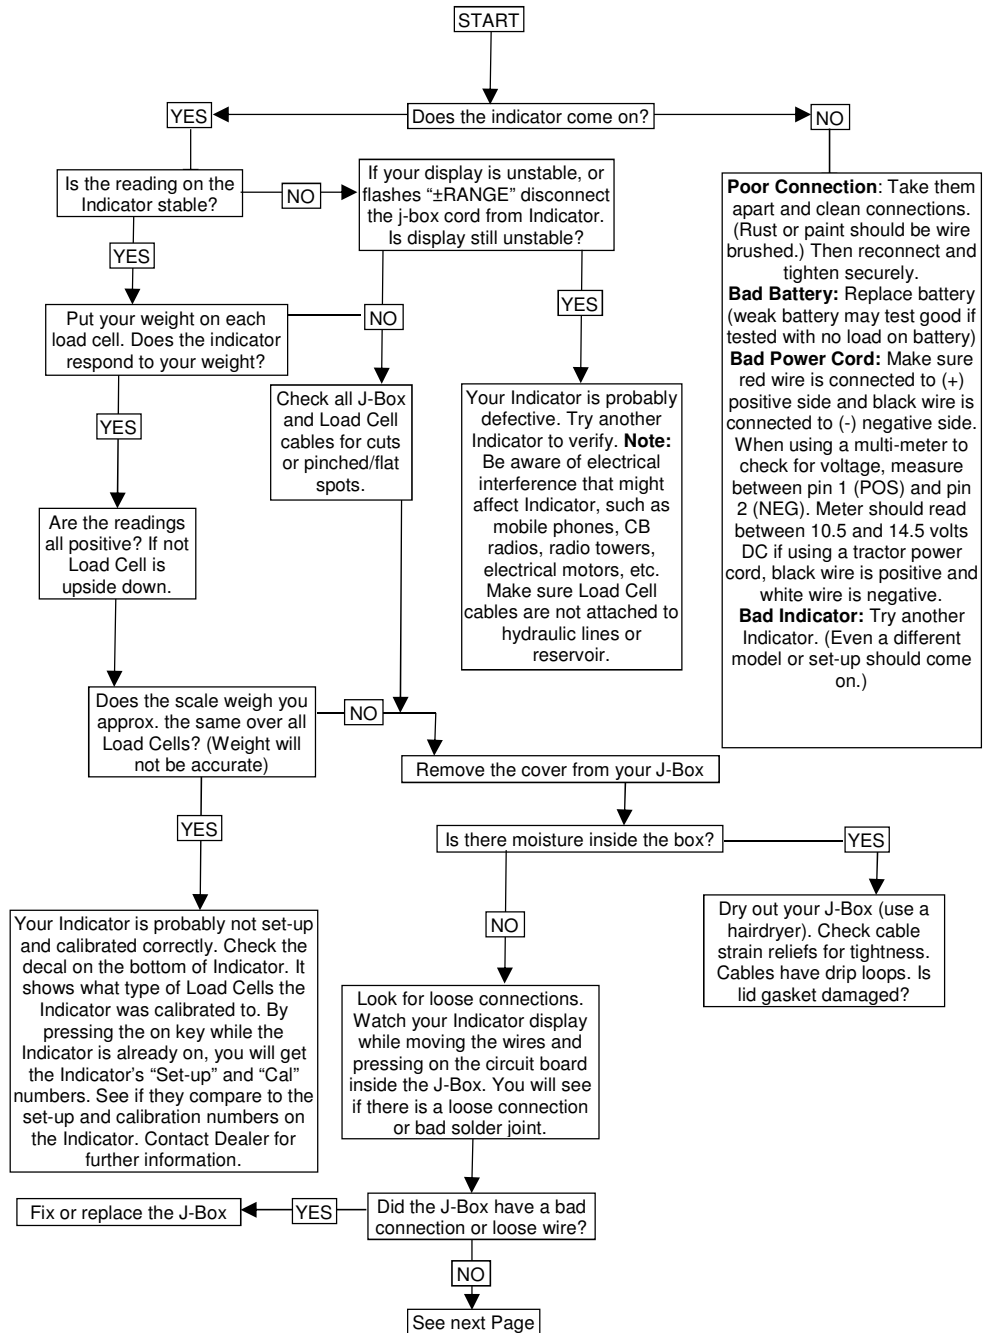 START
Does the indicator come on?
YES
NO
Is the reading on the
Indicator stable?
NO
If your display is unstable, or
flashes “±RANGE” disconnect
the j-box cord from Indicator.
Is display still unstable?
Poor Connection: Take them
apart and clean connections.
(Rust or paint should be wire
brushed.) Then reconnect and
tighten securely.
Bad Battery: Replace battery
(weak battery may test good if
tested with no load on battery)
Bad Power Cord: Make sure
red wire is connected to (+)
positive side and black wire is
connected to (-) negative side.
When using a multi-meter to
check for voltage, measure
between pin 1 (POS) and pin
2 (NEG). Meter should read
between 10.5 and 14.5 volts
DC if using a tractor power
cord, black wire is positive and
white wire is negative.
Bad Indicator: Try another
Indicator. (Even a different
model or set-up should come
on.)
YES
Put your weight on each
load cell. Does the indicator
respond to your weight?
NO
YES
Check all J-Box
and Load Cell
cables for cuts
or pinched/flat
spots.
Your Indicator is probably
defective. Try another
Indicator to verify. Note:
Be aware of electrical
interference that might
affect Indicator, such as
mobile phones, CB
radios, radio towers,
electrical motors, etc.
Make sure Load Cell
cables are not attached to
hydraulic lines or
reservoir.
YES
Are the readings
all positive? If not
Load Cell is
upside down.
Does the scale weigh you
approx. the same over all
Load Cells? (Weight will
not be accurate)
NO
Remove the cover from your J-Box
YES
Is there moisture inside the box?
YES
NO
Dry out your J-Box (use a
hairdryer). Check cable
strain reliefs for tightness.
Cables have drip loops. Is
lid gasket damaged?
Your Indicator is probably not set-up
and calibrated correctly. Check the
decal on the bottom of Indicator. It
shows what type of Load Cells the
Indicator was calibrated to. By
pressing the on key while the
Indicator is already on, you will get
the Indicator’s “Set-up” and “Cal”
numbers. See if they compare to the
set-up and calibration numbers on
the Indicator. Contact Dealer for
further information.
Look for loose connections.
Watch your Indicator display
while moving the wires and
pressing on the circuit board
inside the J-Box. You will see
if there is a loose connection
or bad solder joint.
Did the J-Box have a bad
connection or loose wire?
YES
Fix or replace the J-Box
NO
See next Page